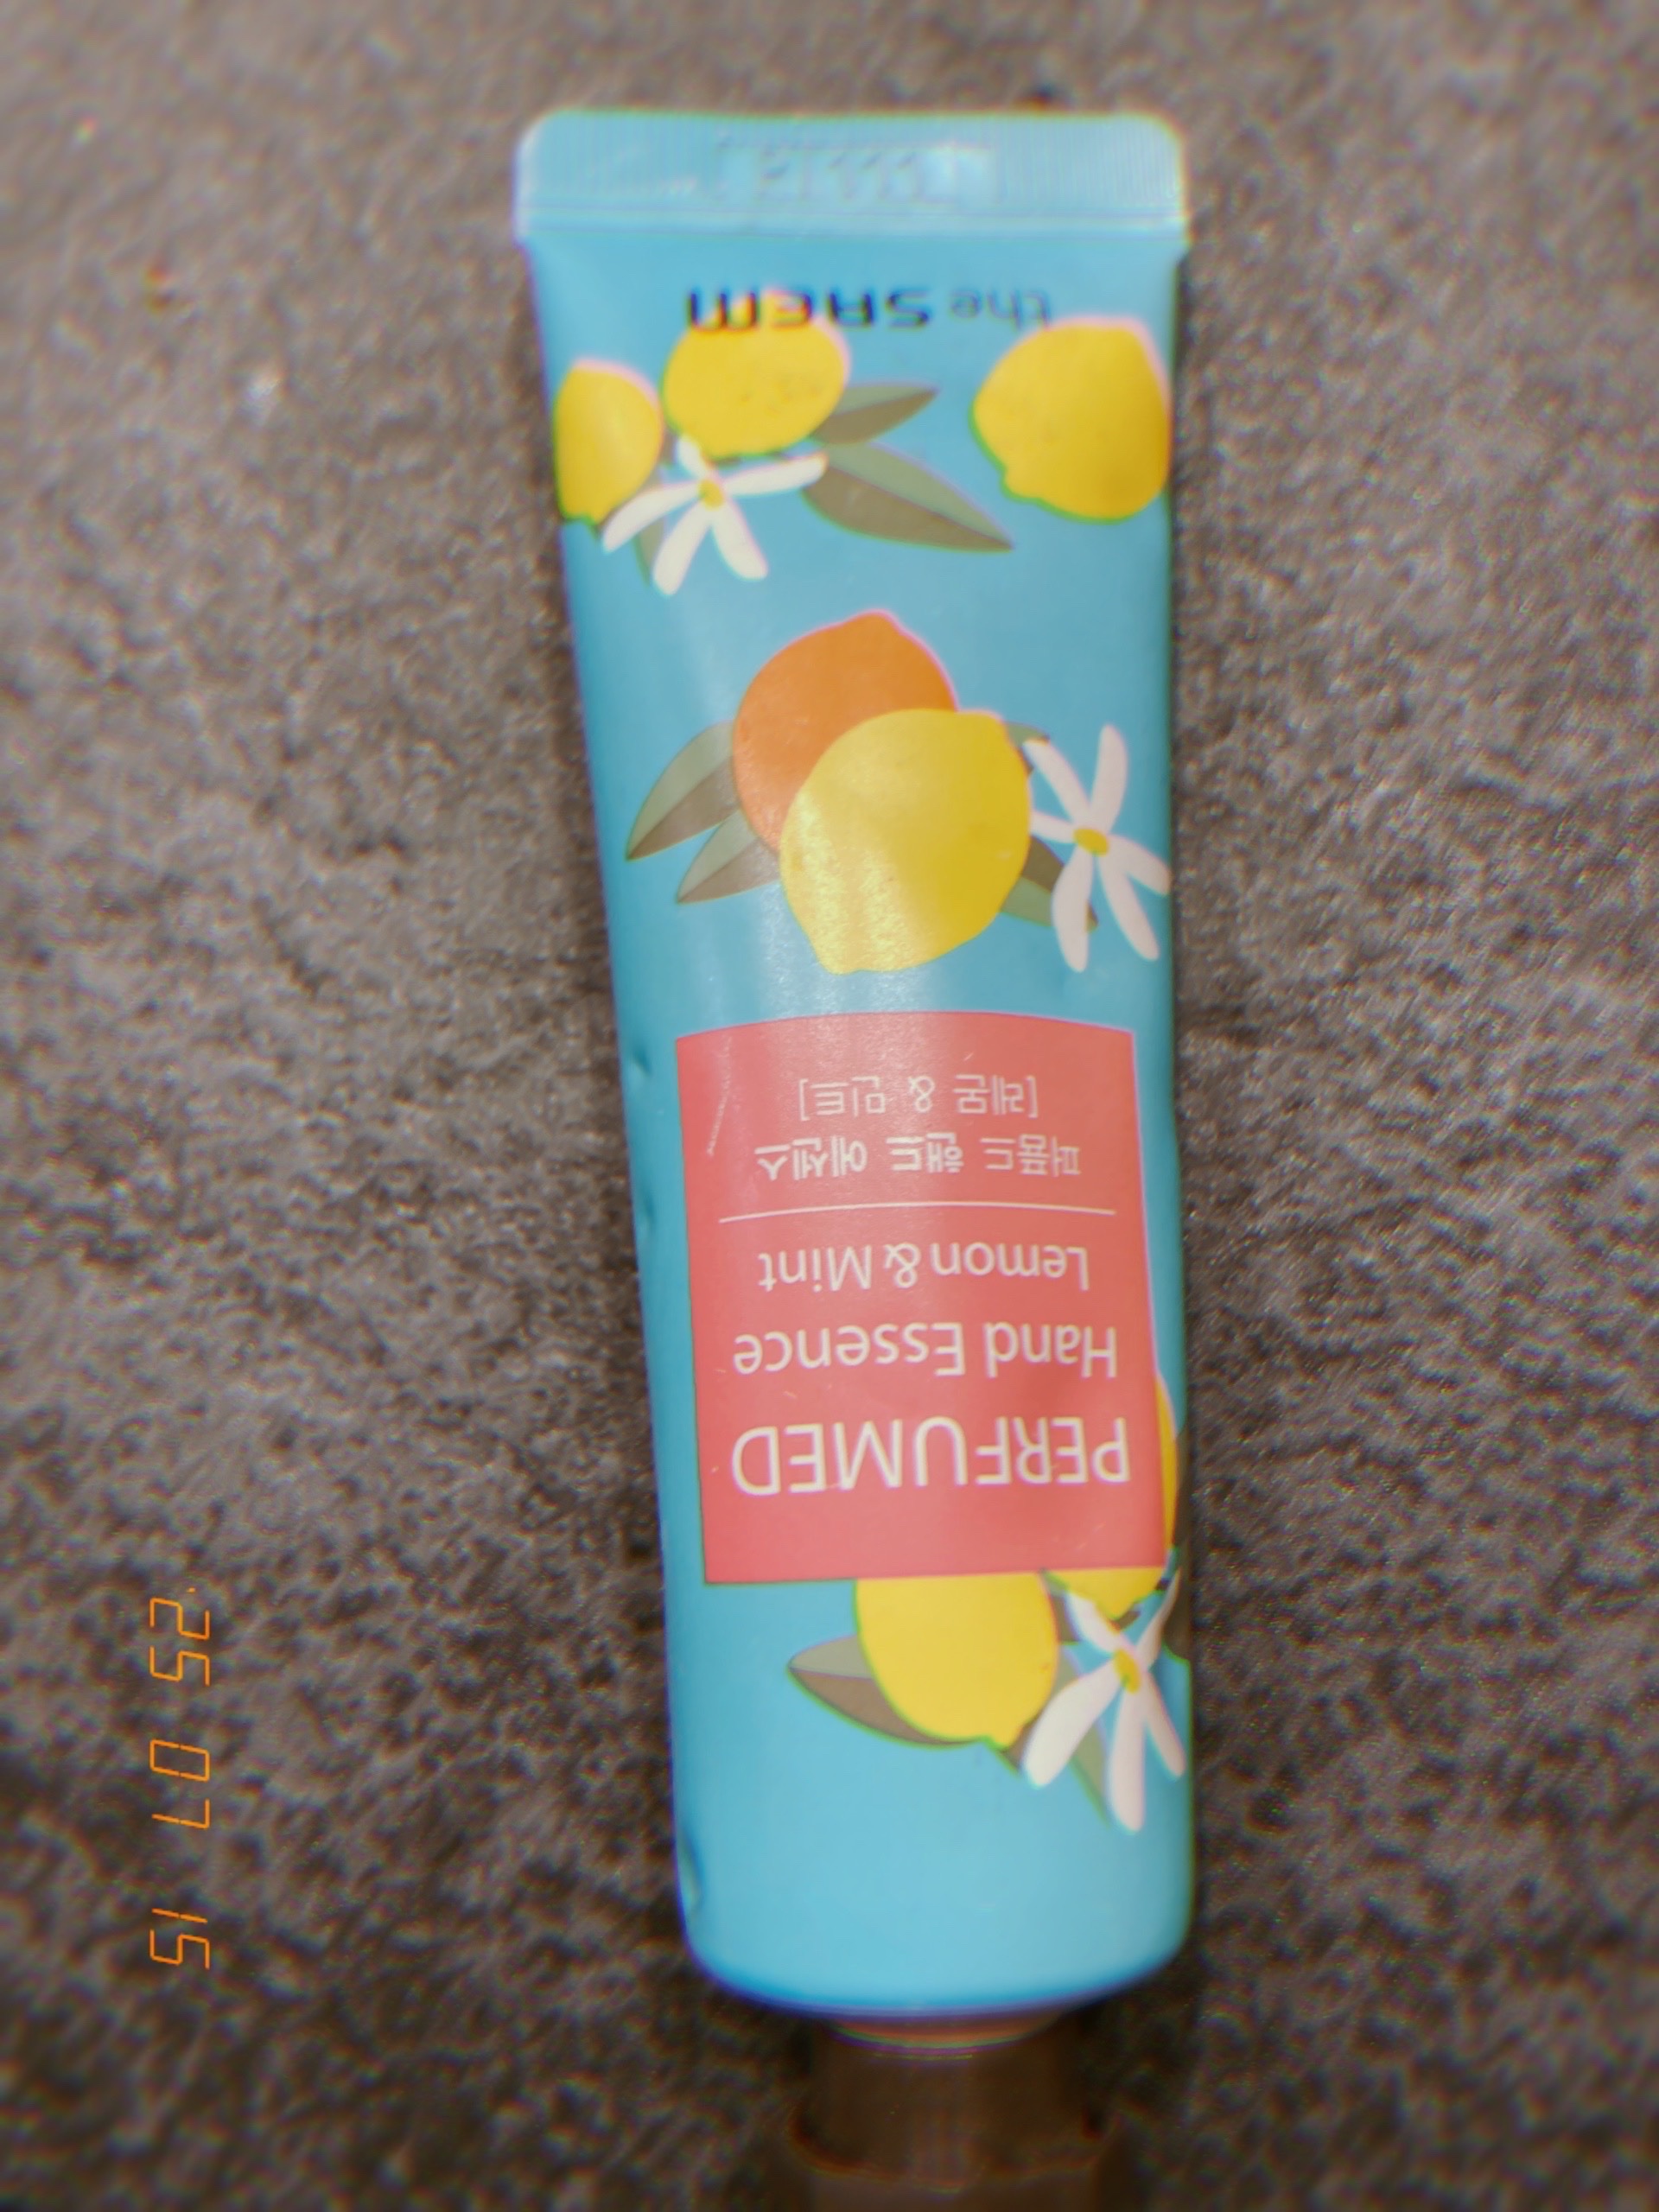 PERFUMED
Hand Essence
Lemon & Mint
퍼퓸드 핸드 에센스
[레몬 & 민트]
the SAEM
'25 07 15